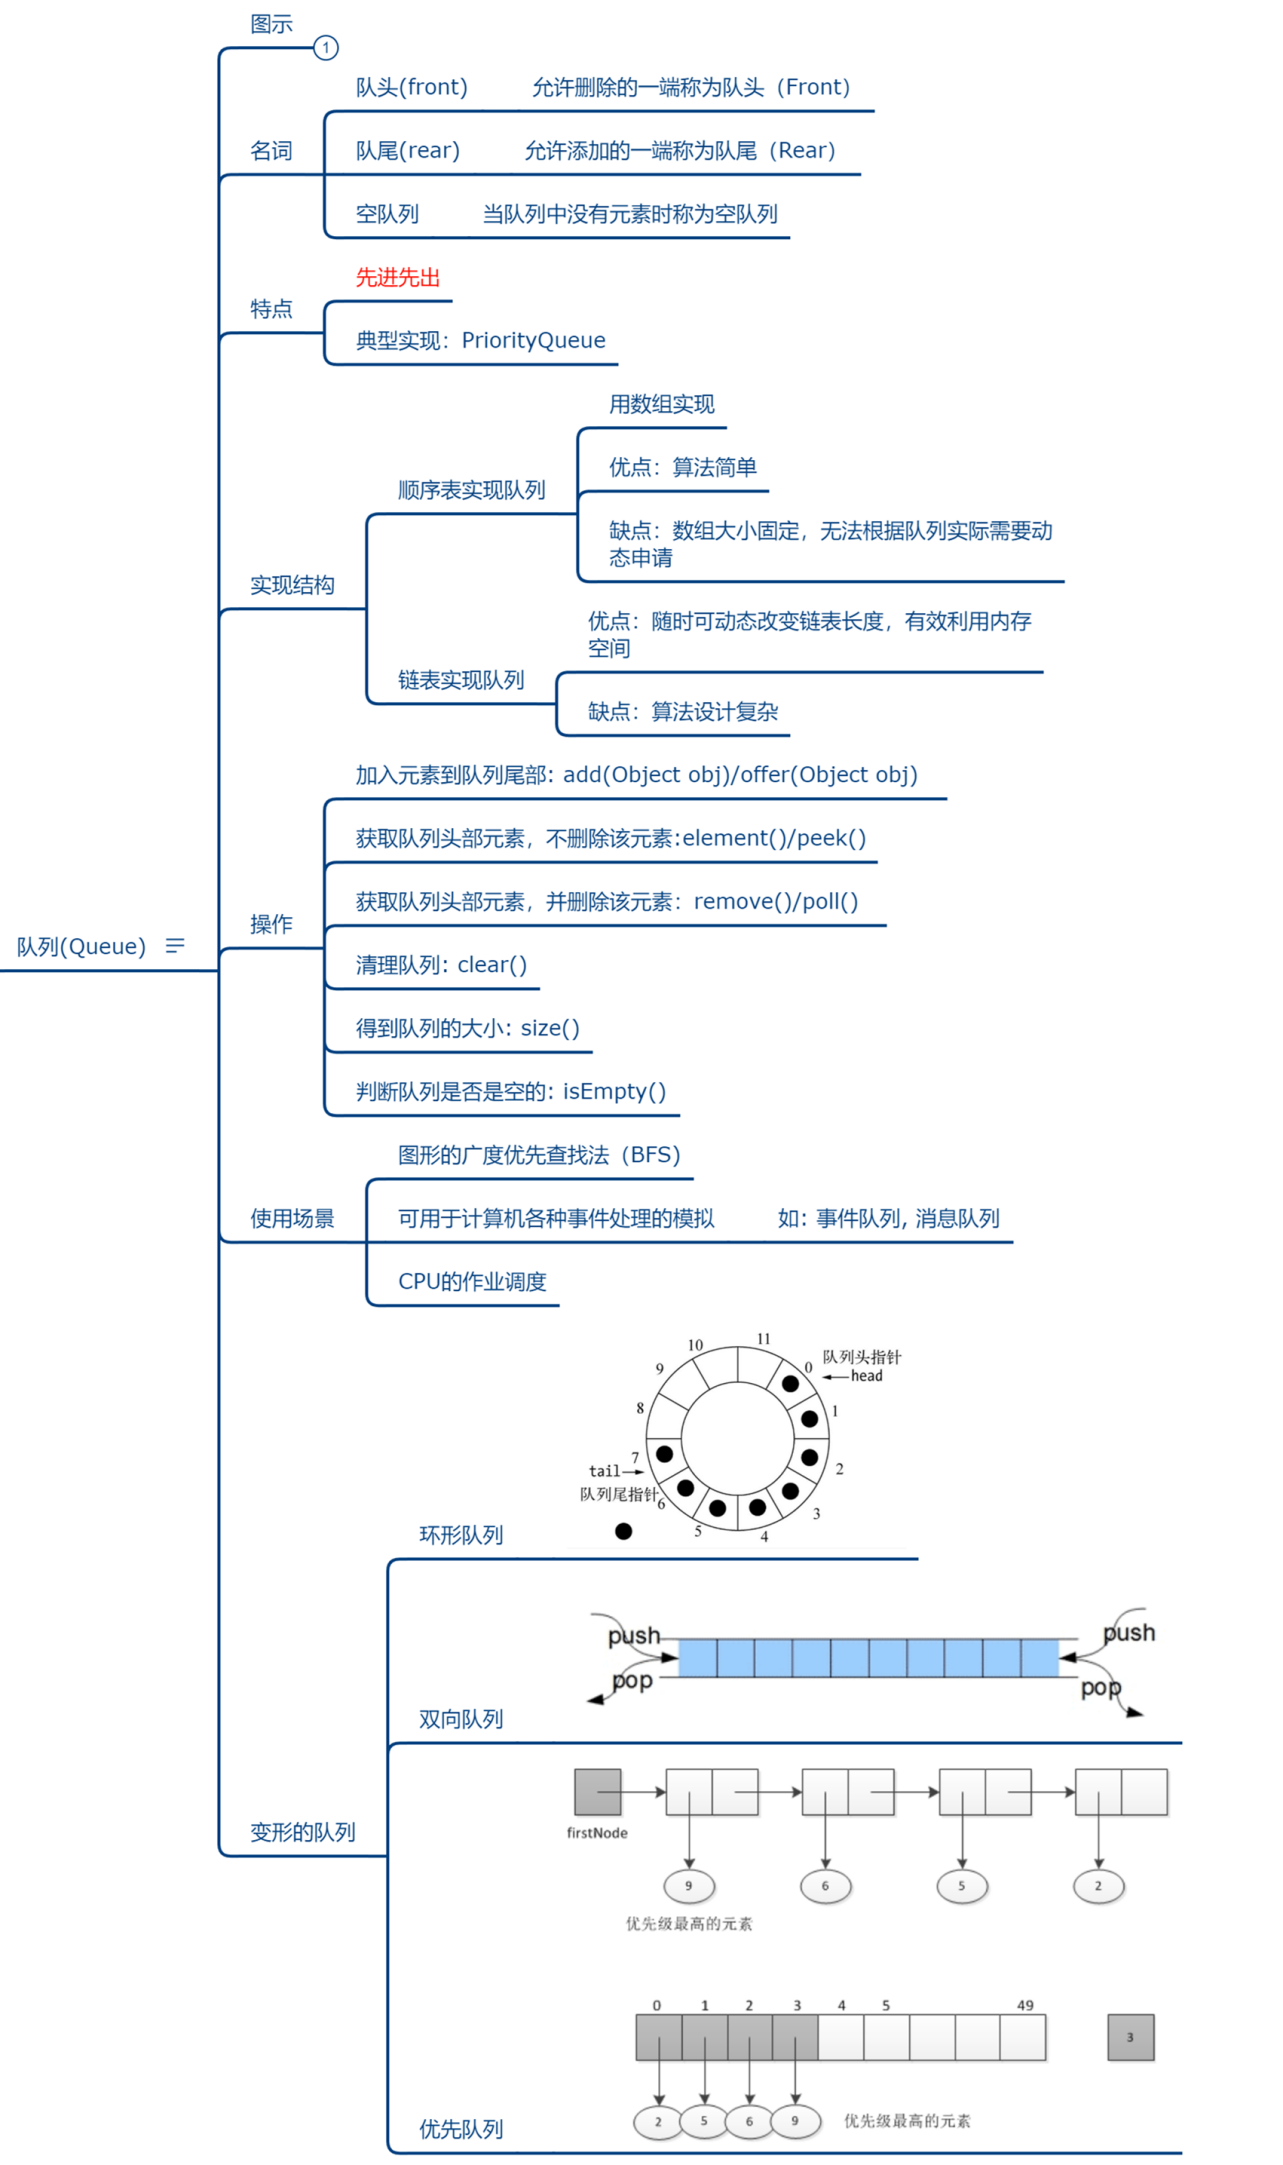 图示
1
队头(front)
允许删除的一端称为队头（Front）
名词
队尾(rear)
允许添加的一端称为队尾（Rear）
空队列
当队列中没有元素时称为空队列
先进先出
特点
典型实现：PriorityQueue
用数组实现
优点：算法简单
顺序表实现队列
缺点：数组大小固定，无法根据队列实际需要动
态申请
实现结构
优点：随时可动态改变链表长度，有效利用内存
空间
链表实现队列
缺点：算法设计复杂
加入元素到队列尾部: add(Object obj)/offer(Object obj)
获取队列头部元素，不删除该元素:element()/peek()
获取队列头部元素，并删除该元素：remove()/poll()
操作
队列(Queue)
清理队列: clear()
得到队列的大小: size()
判断队列是否是空的: isEmpty()
图形的广度优先查找法（BFS)
使用场景
可用于计算机各种事件处理的模拟
如: 事件队列, 消息队列
CPU的作业调度
10
11
9
0
队列头指针
head
8
1
7
2
tail
队列尾指针
6
3
5
4
环形队列
push
push
pop
pop
双向队列
firstNode
变形的队列
9
6
5
2
优先级最高的元素
0 1 2 3 4 5 49
3
2 5 6 9
优先级最高的元素
优先队列